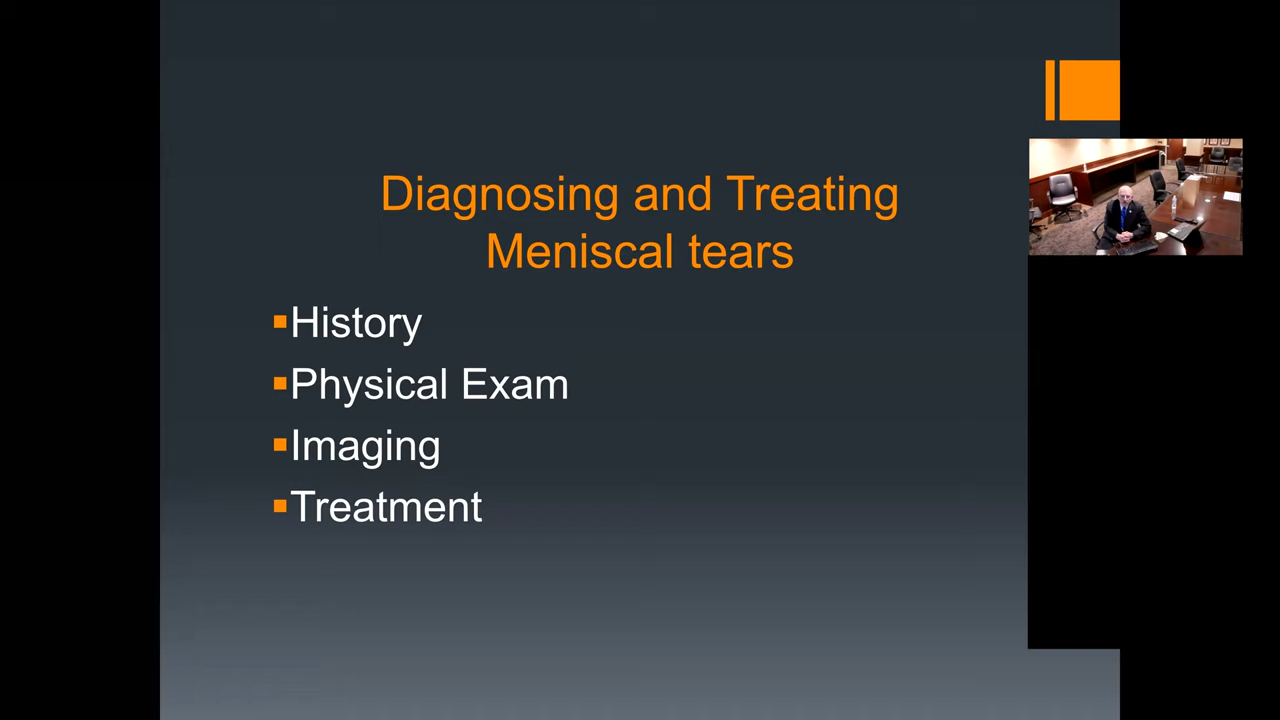 Diagnosing and Treating
Meniscal tears
History
Physical Exam
Imaging
Treatment